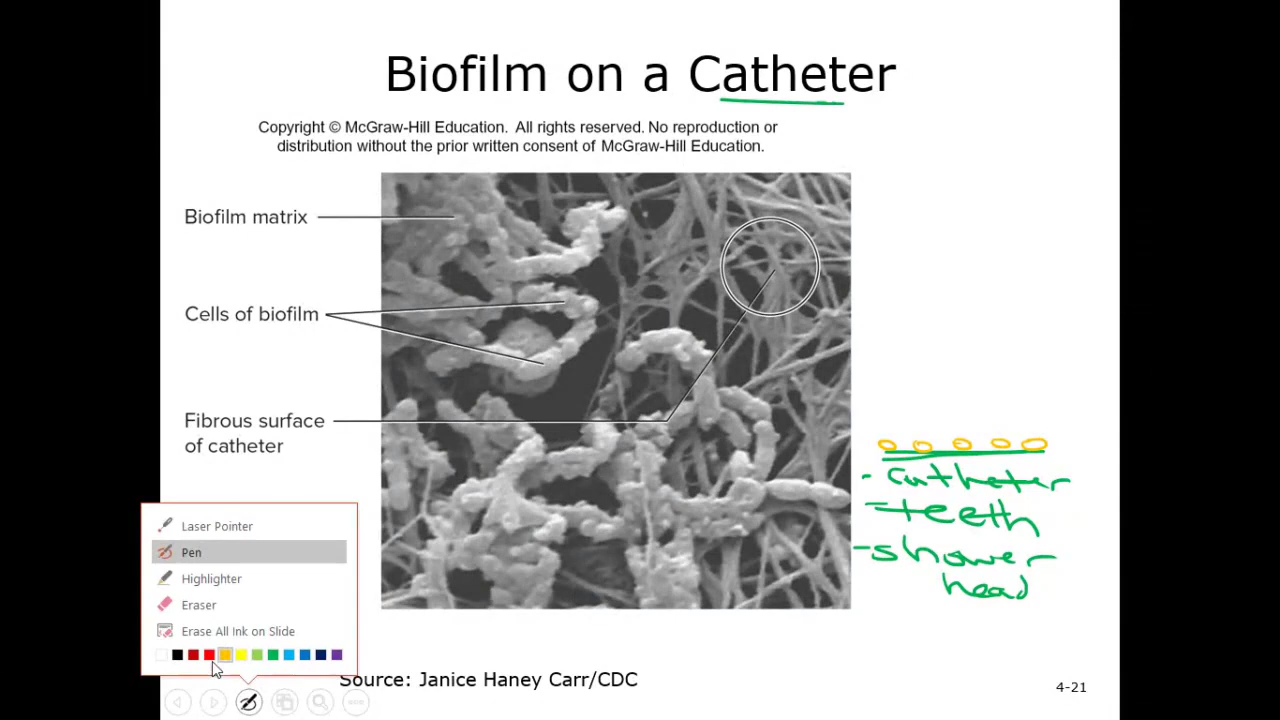 Biofilm on a Catheter
Copyright © McGraw-Hill Education. All rights reserved. No reproduction or
distribution without the prior written consent of McGraw-Hill Education.
Biofilm matrix
Cells of biofilm
Fibrous surface
of catheter
- catheter
- teeth
- shower
head
Laser Pointer
Pen
Highlighter
Eraser
Erase All Ink on Slide
Source: Janice Haney Carr/CDC
4-21